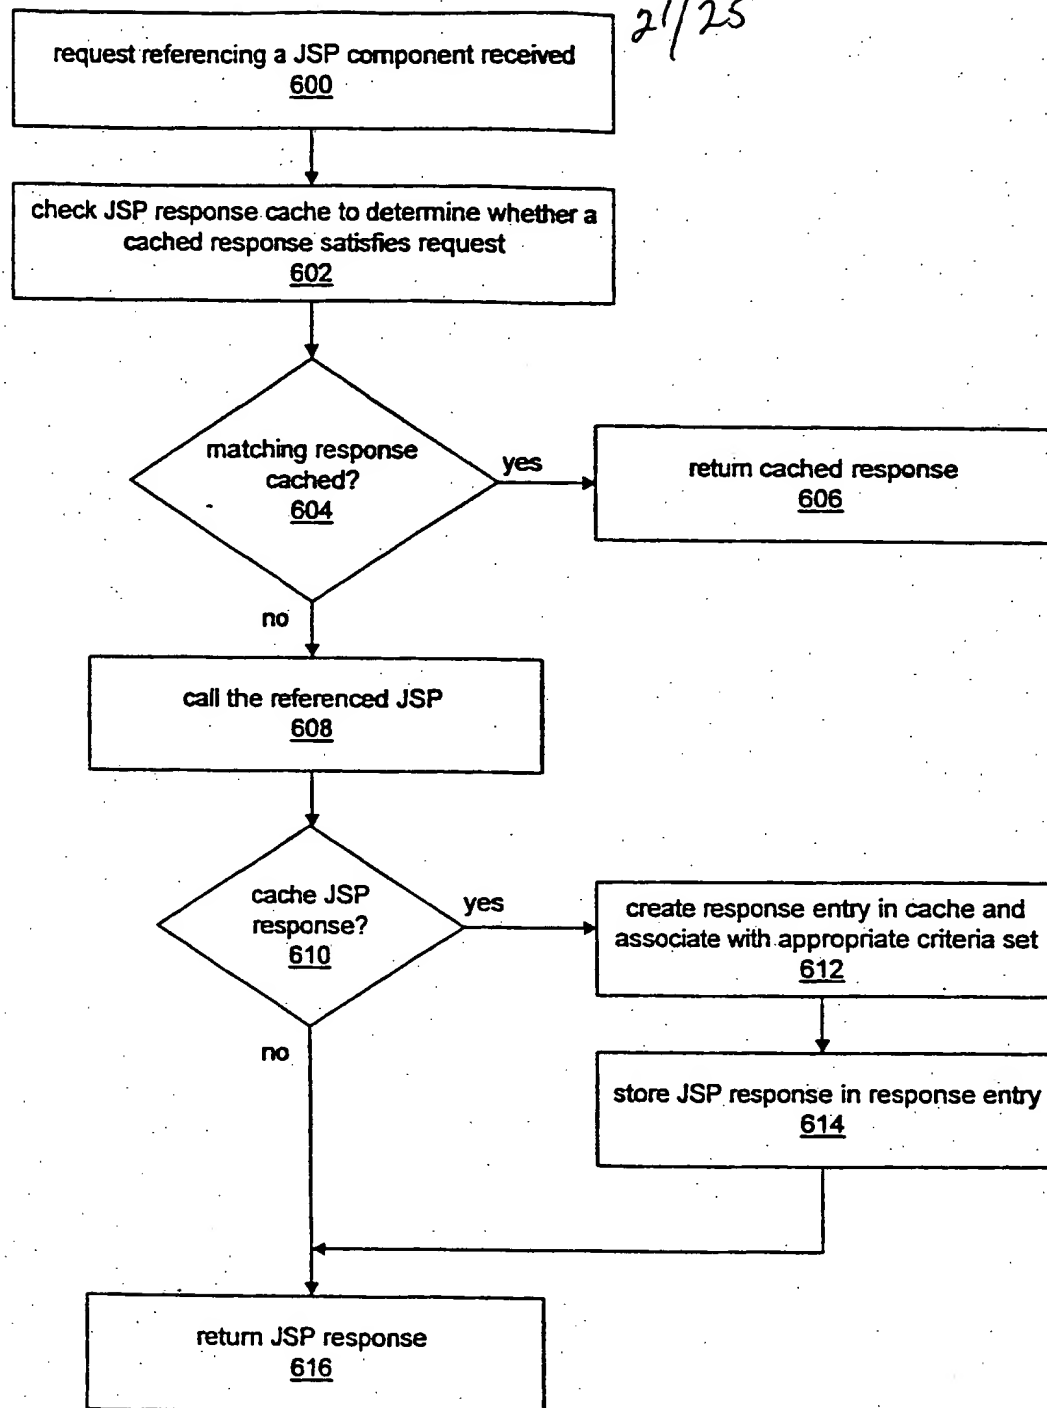 21/25
request referencing a JSP component received
600
check JSP response cache to determine whether a
cached response satisfies request
602
matching response
cached?
604
yes
return cached response
606
no
call the referenced JSP
608
cache JSP
response?
610
yes
create response entry in cache and
associate with appropriate criteria set
612
no
store JSP response in response entry
614
return JSP response
616